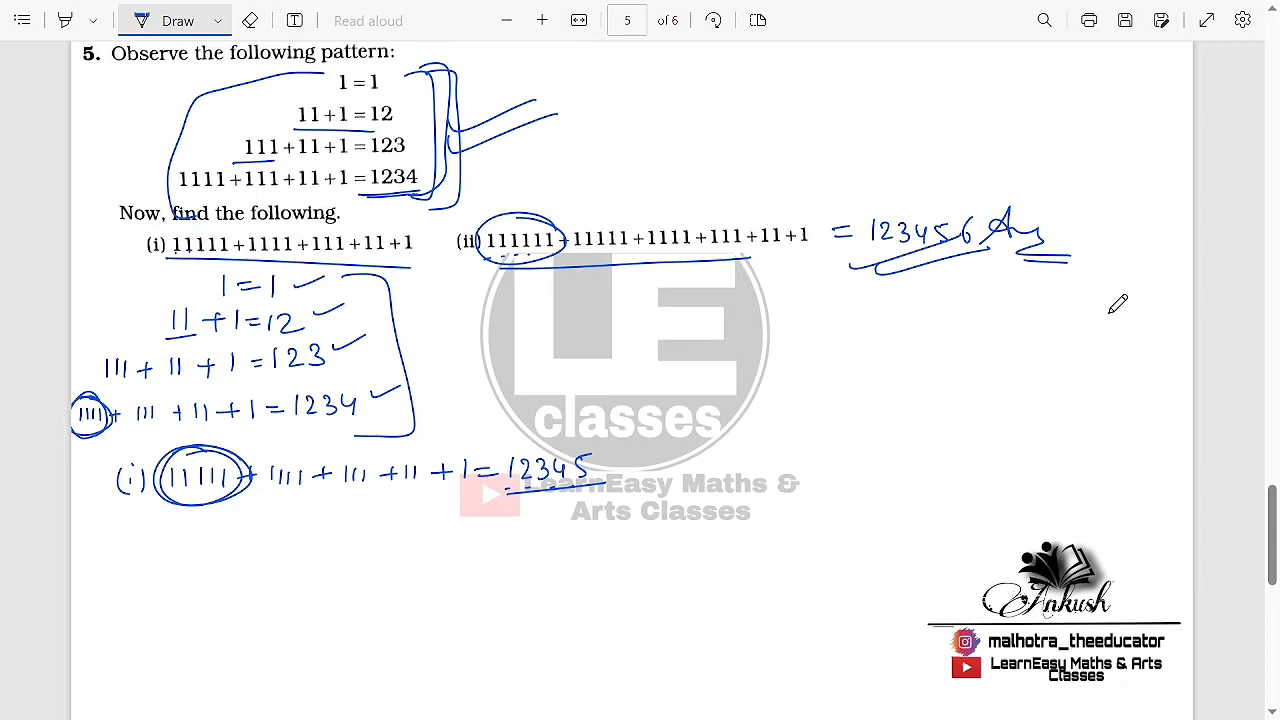 Draw
Read aloud
5 of 6
5. Observe the following pattern:
1 = 1
11 + 1 = 12
111 + 11 + 1 = 123
1111 + 111 + 11 + 1 = 1234
Now, find the following.
(i) 11111 + 1111 + 111 + 11 + 1
(ii) 111111 + 11111 + 1111 + 111 + 11 + 1 = 123456 Ans
1 = 1
11 + 1 = 12
111 + 11 + 1 = 123
1111 + 111 + 11 + 1 = 1234
(i) 11111 + 1111 + 111 + 11 + 1 = 12345
LE
classes
LearnEasy Maths &
Arts Classes
Ankush
malhotra_theeducator
LearnEasy Maths & Arts
Classes